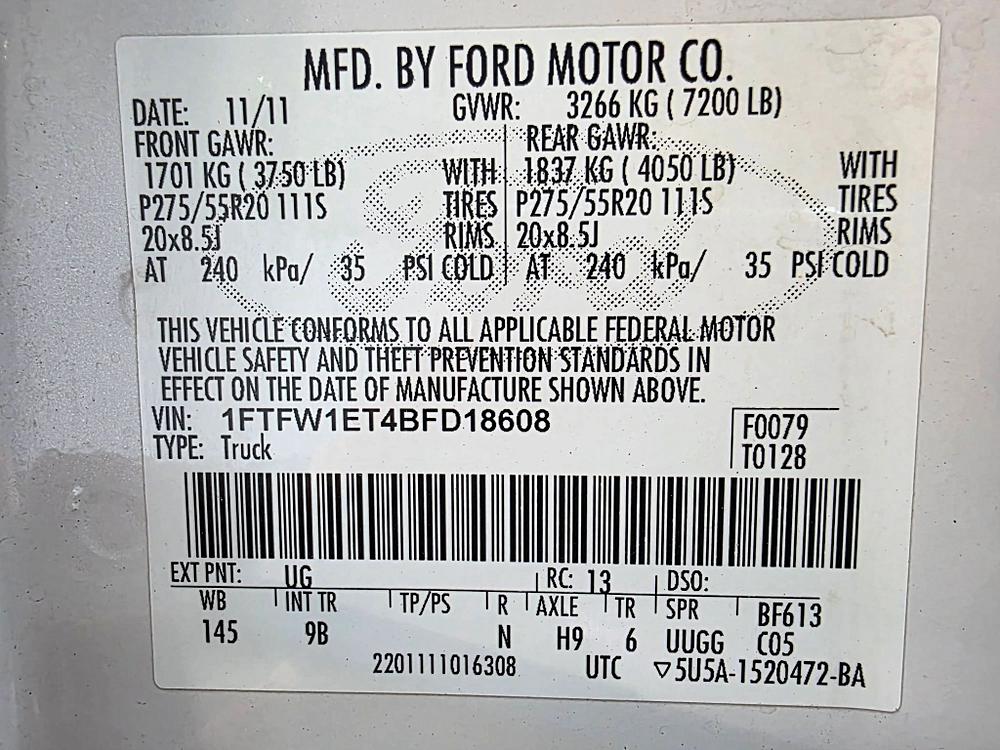 MFD. BY FORD MOTOR CO.
DATE: 11/11 GVWR: 3266 KG ( 7200 LB)
FRONT GAWR: REAR GAWR:
1701 KG ( 3750 LB) WITH 1837 KG ( 4050 LB) WITH
P275/55R20 111S TIRES P275/55R20 111S TIRES
20x8.5J RIMS 20x8.5J RIMS
AT 240 kPa/ 35 PSI COLD AT 240 kPa/ 35 PSI COLD
THIS VEHICLE CONFORMS TO ALL APPLICABLE FEDERAL MOTOR
VEHICLE SAFETY AND THEFT PREVENTION STANDARDS IN
EFFECT ON THE DATE OF MANUFACTURE SHOWN ABOVE.
VIN: 1FTFW1ET4BFD18608 F0079
TYPE: Truck T0128
EXT PNT: UG RC: 13 DSO:
WB INT TR TP/PS R AXLE TR SPR BF613
145 9B N H9 6 UUGG C05
2201111016308 UTC ▽5U5A-1520472-BA